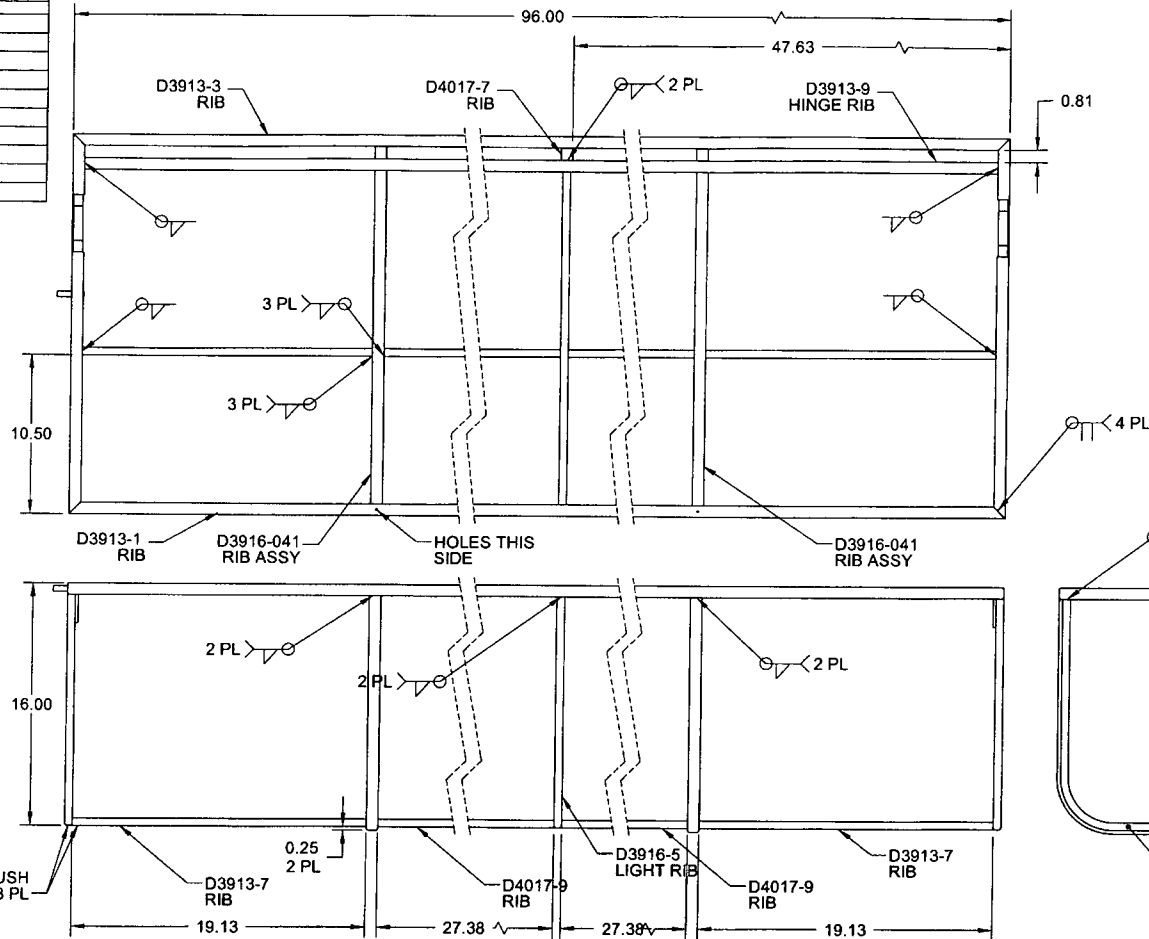 96.00
47.63
D3913-3
RIB
D4017-7
RIB
2 PL
D3913-9
HINGE RIB
0.81
3 PL
3 PL
10.50
4 PL
D3913-1
RIB
D3916-041
RIB ASSY
HOLES THIS
SIDE
D3916-041
RIB ASSY
2 PL
2 PL
2 PL
16.00
0.25
2 PL
USH
PL
D3913-7
RIB
D4017-9
RIB
D3916-5
LIGHT RIB
D4017-9
RIB
D3913-7
RIB
19.13
27.38
27.38
19.13